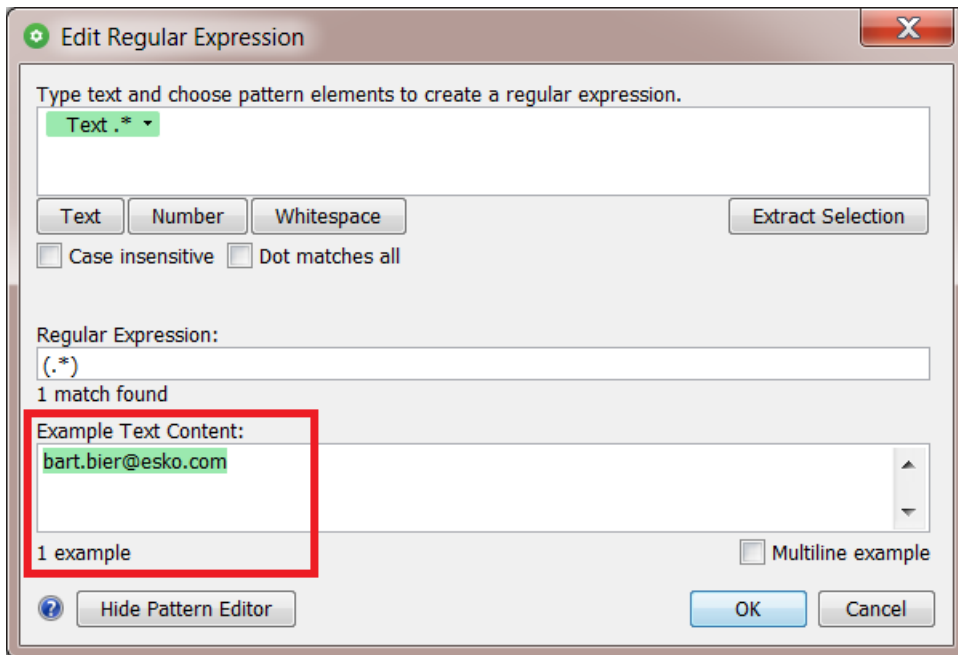 Edit Regular Expression
X
Type text and choose pattern elements to create a regular expression.
Text .*
Text Number Whitespace Extract Selection
Case insensitive Dot matches all
Regular Expression:
(.*)
1 match found
Example Text Content:
bart.bier@esko.com
1 example Multiline example
? Hide Pattern Editor OK Cancel